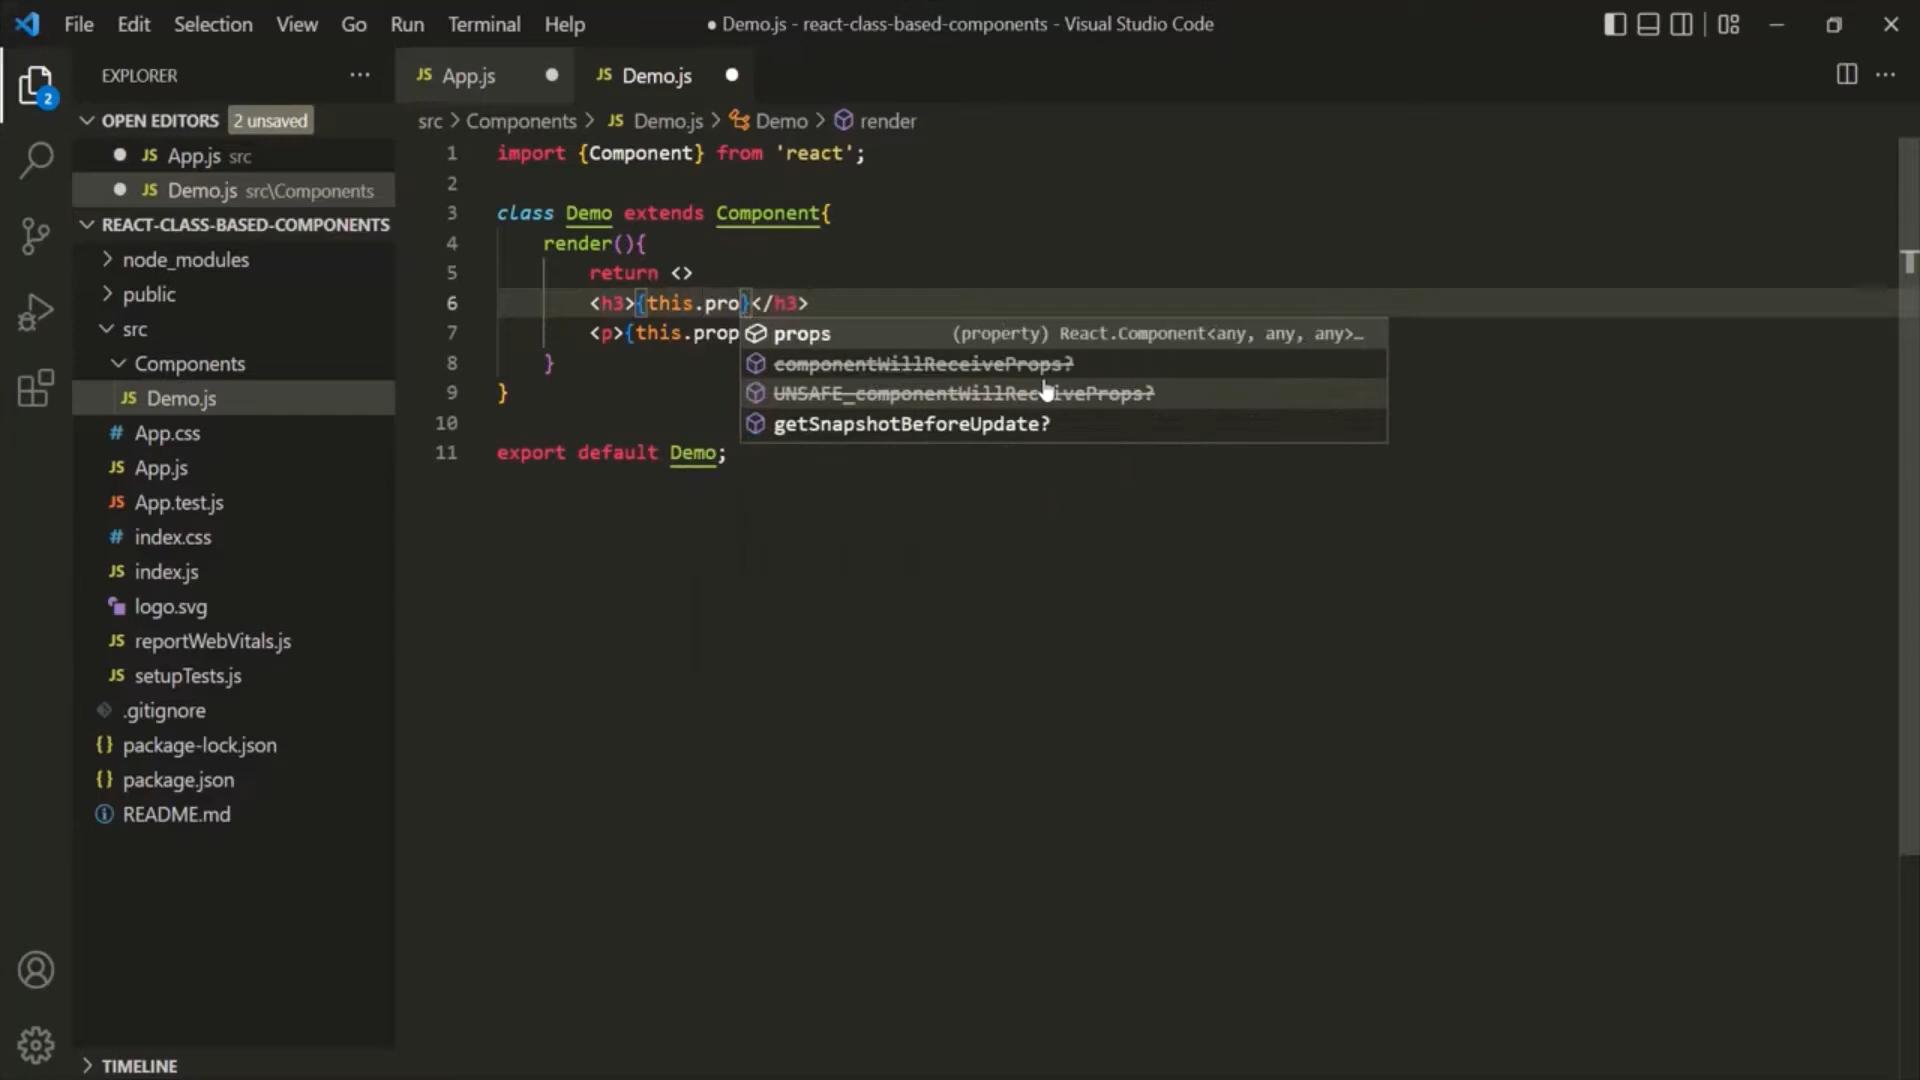 File Edit Selection View Go Run Terminal Help
● Demo.js - react-class-based-components - Visual Studio Code
2
EXPLORER ···
OPEN EDITORS 2 unsaved
● JS App.js src
● JS Demo.js src\Components
REACT-CLASS-BASED-COMPONENTS
node_modules
public
src
Components
JS Demo.js
# App.css
JS App.js
JS App.test.js
# index.css
JS index.js
logo.svg
JS reportWebVitals.js
JS setupTests.js
.gitignore
{} package-lock.json
{} package.json
README.md
TIMELINE
JS App.js ●
JS Demo.js ●
src > Components > JS Demo.js > Demo > render
1 import {Component} from 'react';
2
3 class Demo extends Component{
4 render(){
5 return <>
6 <h3>{this.pro}</h3>
7 <p>{this.prop
8 }
9 }
10
11 export default Demo;
props (property) React.Component<any, any, any>…
componentWillReceiveProps?
UNSAFE_componentWillReceiveProps?
getSnapshotBeforeUpdate?